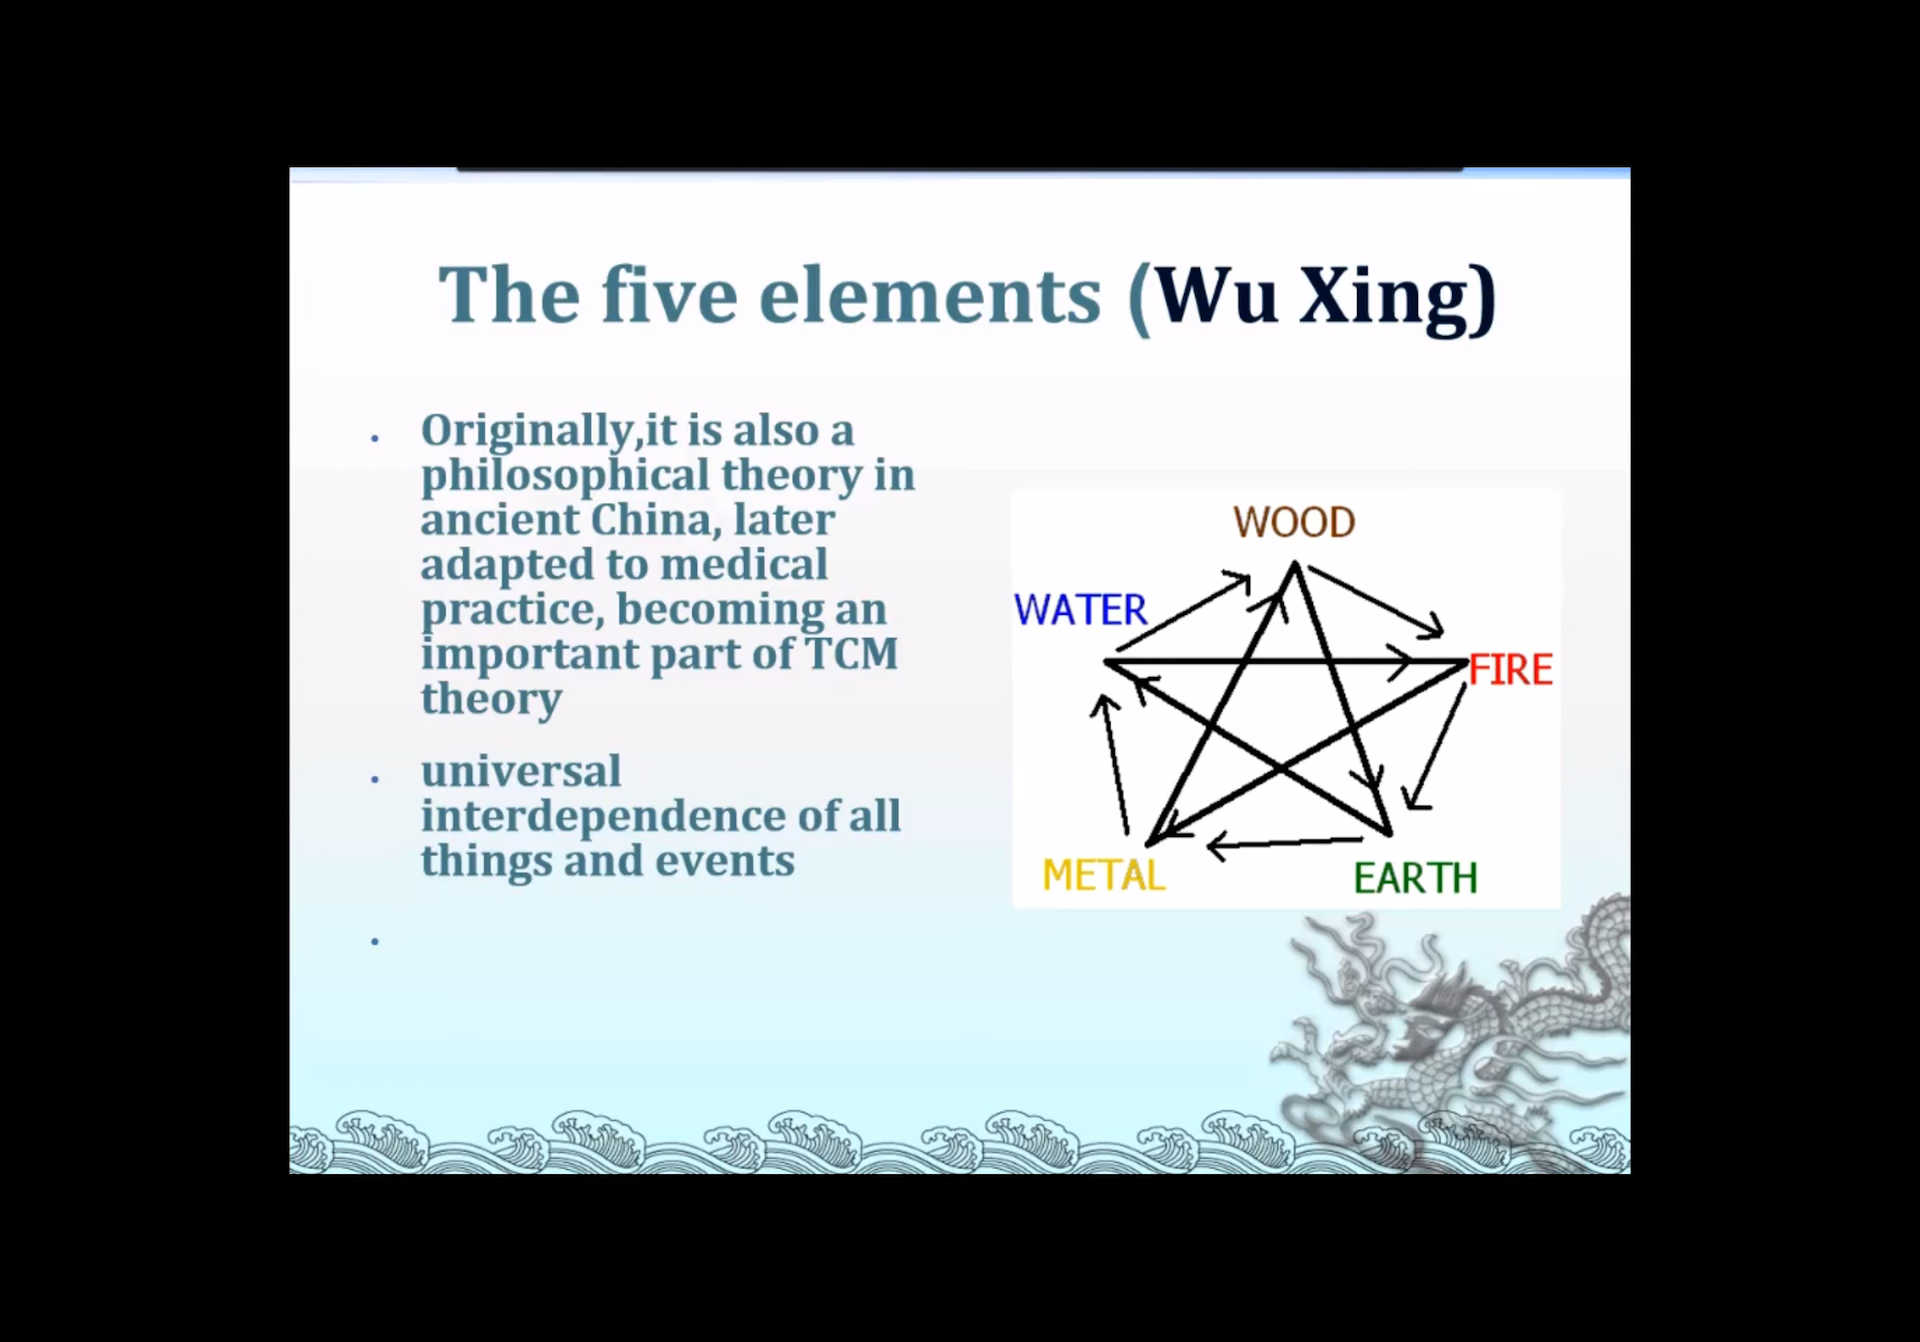 The five elements (Wu Xing)
• Originally,it is also a
philosophical theory in
ancient China, later
adapted to medical
practice, becoming an
important part of TCM
theory
• universal
interdependence of all
things and events
•
WOOD
WATER
FIRE
METAL
EARTH